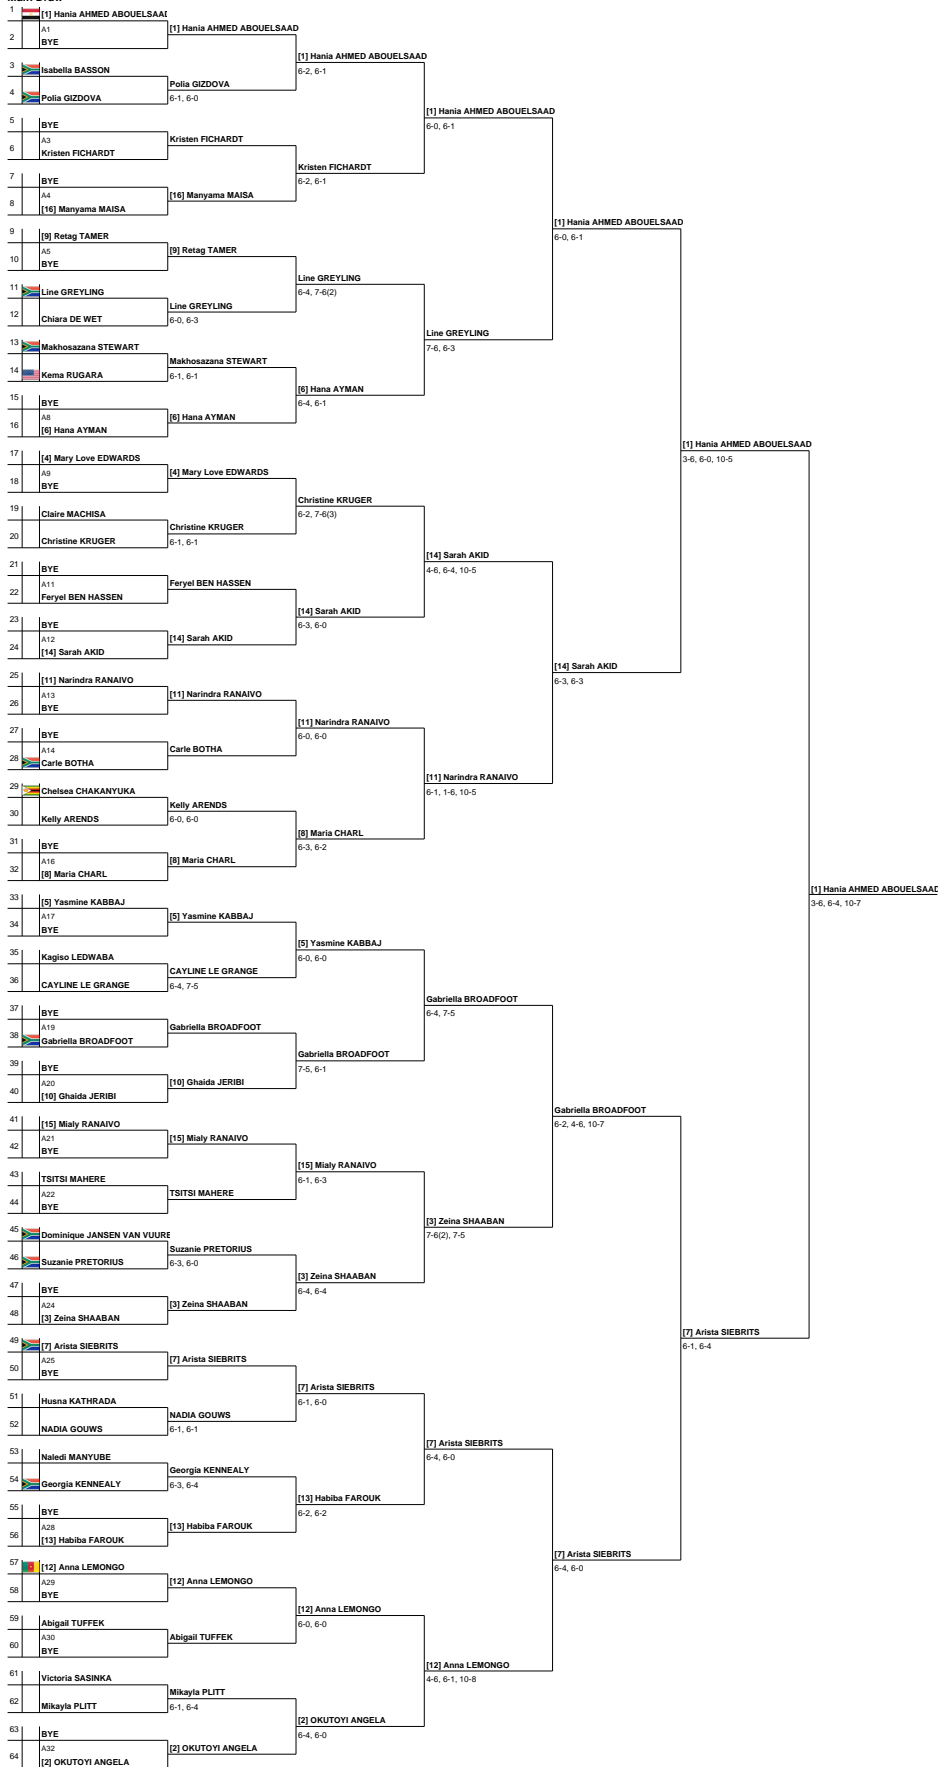 1 [1] Hania AHMED ABOUELSAAD
A1 [1] Hania AHMED ABOUELSAAD
2 BYE
[1] Hania AHMED ABOUELSAAD
3 Isabella BASSON
6-2, 6-1
Polia GIZDOVA
4 Polia GIZDOVA
6-1, 6-0
[1] Hania AHMED ABOUELSAAD
5 BYE
6-0, 6-1
A3 Kristen FICHARDT
6 Kristen FICHARDT
Kristen FICHARDT
7 BYE
6-2, 6-1
A4 [16] Manyama MAISA
8 [16] Manyama MAISA
[1] Hania AHMED ABOUELSAAD
9 [9] Retag TAMER
6-0, 6-1
A5 [9] Retag TAMER
10 BYE
Line GREYLING
11 Line GREYLING
6-4, 7-6(2)
Line GREYLING
12 Chiara DE WET
6-0, 6-3
Line GREYLING
13 Makhosazana STEWART
7-6, 6-3
Makhosazana STEWART
14 Kema RUGARA
6-1, 6-1
[6] Hana AYMAN
15 BYE
6-4, 6-1
A8 [6] Hana AYMAN
16 [6] Hana AYMAN
[1] Hania AHMED ABOUELSAAD
17 [4] Mary Love EDWARDS
3-6, 6-0, 10-5
A9 [4] Mary Love EDWARDS
18 BYE
Christine KRUGER
19 Claire MACHISA
6-2, 7-6(3)
Christine KRUGER
20 Christine KRUGER
6-1, 6-1
[14] Sarah AKID
21 BYE
4-6, 6-4, 10-5
A11 Feryel BEN HASSEN
22 Feryel BEN HASSEN
[14] Sarah AKID
23 BYE
6-3, 6-0
A12 [14] Sarah AKID
24 [14] Sarah AKID
[14] Sarah AKID
25 [11] Narindra RANAIVO
6-3, 6-3
A13 [11] Narindra RANAIVO
26 BYE
[11] Narindra RANAIVO
27 BYE
6-0, 6-0
A14 Carle BOTHA
28 Carle BOTHA
[11] Narindra RANAIVO
29 Chelsea CHAKANYUKA
6-1, 1-6, 10-5
Kelly ARENDS
30 Kelly ARENDS
6-0, 6-0
[8] Maria CHARL
31 BYE
6-3, 6-2
A16 [8] Maria CHARL
32 [8] Maria CHARL
[1] Hania AHMED ABOUELSAAD
33 [5] Yasmine KABBAJ
3-6, 6-4, 10-7
A17 [5] Yasmine KABBAJ
34 BYE
[5] Yasmine KABBAJ
35 Kagiso LEDWABA
6-0, 6-0
CAYLINE LE GRANGE
36 CAYLINE LE GRANGE
6-4, 7-5
Gabriella BROADFOOT
37 BYE
6-4, 7-5
A19 Gabriella BROADFOOT
38 Gabriella BROADFOOT
Gabriella BROADFOOT
39 BYE
7-5, 6-1
A20 [10] Ghaida JERIBI
40 [10] Ghaida JERIBI
Gabriella BROADFOOT
41 [15] Mialy RANAIVO
6-2, 4-6, 10-7
A21 [15] Mialy RANAIVO
42 BYE
[15] Mialy RANAIVO
43 TSITSI MAHERE
6-1, 6-3
A22 TSITSI MAHERE
44 BYE
[3] Zeina SHAABAN
45 Dominique JANSEN VAN VUURE
7-6(2), 7-5
Suzanie PRETORIUS
46 Suzanie PRETORIUS
6-3, 6-0
[3] Zeina SHAABAN
47 BYE
6-4, 6-4
A24 [3] Zeina SHAABAN
48 [3] Zeina SHAABAN
[7] Arista SIEBRITS
49 [7] Arista SIEBRITS
6-1, 6-4
A25 [7] Arista SIEBRITS
50 BYE
[7] Arista SIEBRITS
51 Husna KATHRADA
6-1, 6-0
NADIA GOUWS
52 NADIA GOUWS
6-1, 6-1
[7] Arista SIEBRITS
53 Naledi MANYUBE
6-4, 6-0
Georgia KENNEALY
54 Georgia KENNEALY
6-3, 6-4
[13] Habiba FAROUK
55 BYE
6-2, 6-2
A28 [13] Habiba FAROUK
56 [13] Habiba FAROUK
[7] Arista SIEBRITS
57 [12] Anna LEMONGO
6-4, 6-0
A29 [12] Anna LEMONGO
58 BYE
[12] Anna LEMONGO
59 Abigail TUFFEK
6-0, 6-0
A30 Abigail TUFFEK
60 BYE
[12] Anna LEMONGO
61 Victoria SASINKA
4-6, 6-1, 10-8
Mikayla PLITT
62 Mikayla PLITT
6-1, 6-4
[2] OKUTOYI ANGELA
63 BYE
6-4, 6-0
A32 [2] OKUTOYI ANGELA
64 [2] OKUTOYI ANGELA